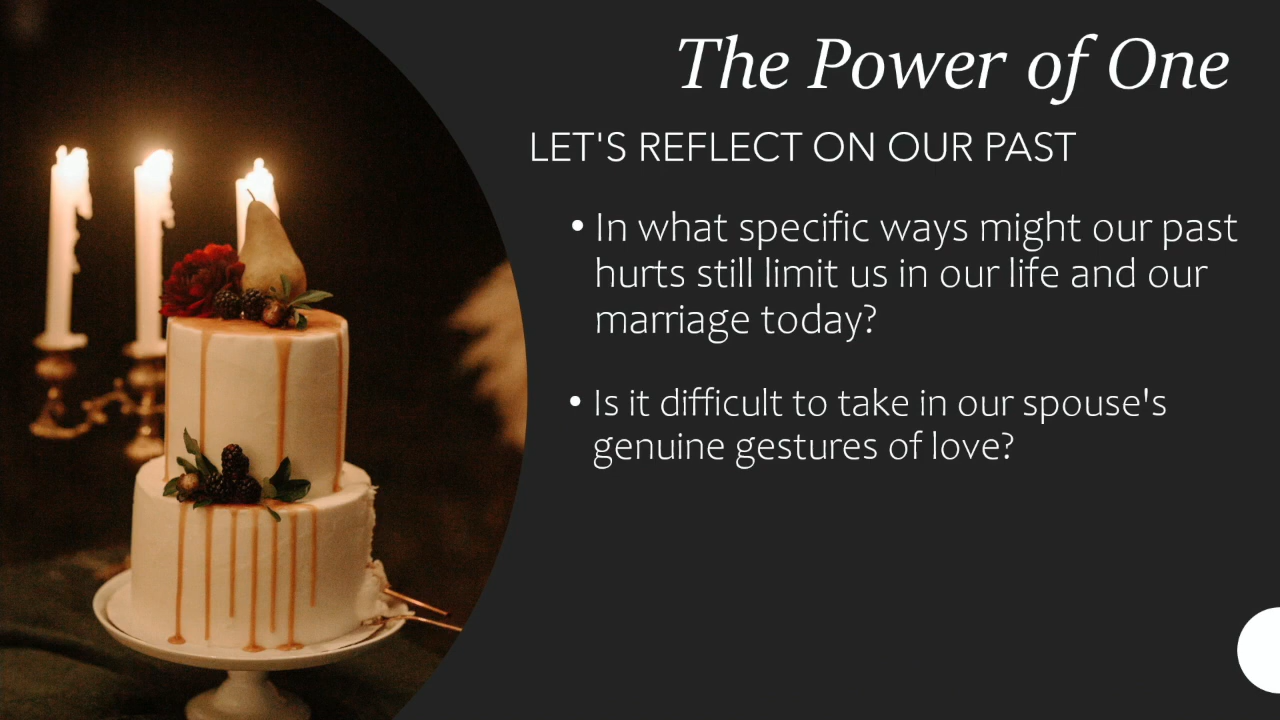 The Power of One
LET'S REFLECT ON OUR PAST
• In what specific ways might our past
hurts still limit us in our life and our
marriage today?
• Is it difficult to take in our spouse's
genuine gestures of love?